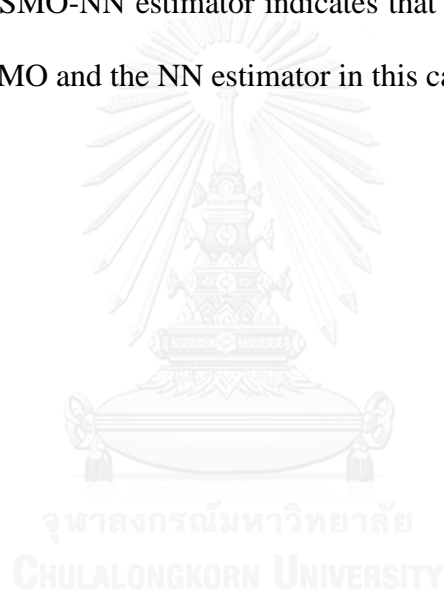 SMO-NN estimator indicates that
MO and the NN estimator in this ca
จุฬาลงกรณ์มหาวิทยาลัย
CHULALONGKORN UNIVERSITY